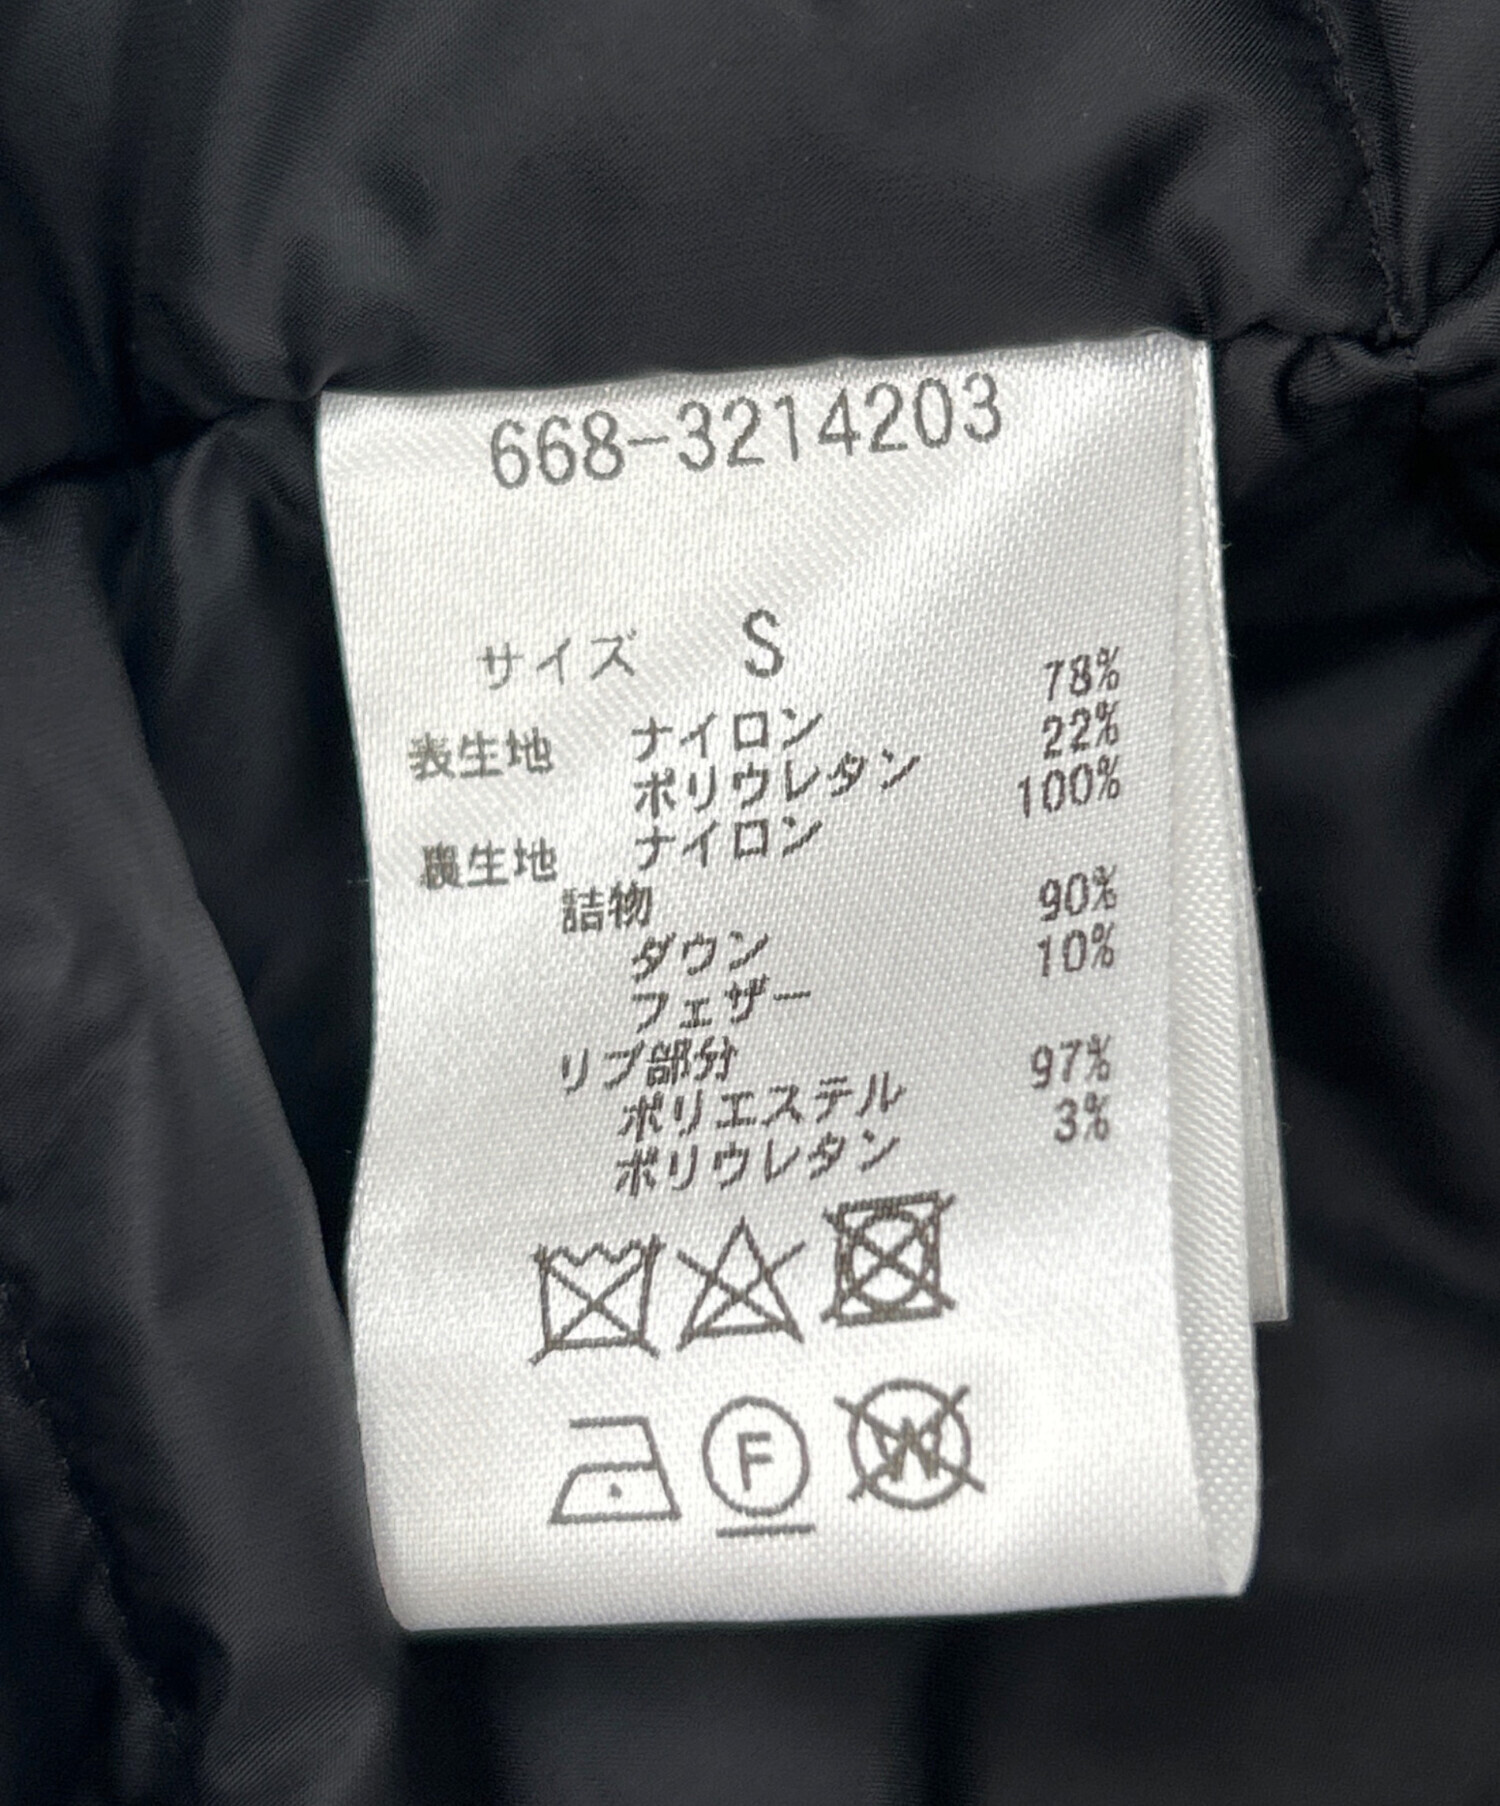 668-3214203
サイズ S
表生地 ナイロン 78%
ポリウレタン 22%
裏生地 ナイロン 100%
詰物
ダウン 90%
フェザー 10%
リブ部分
ポリエステル 97%
ポリウレタン 3%
F W